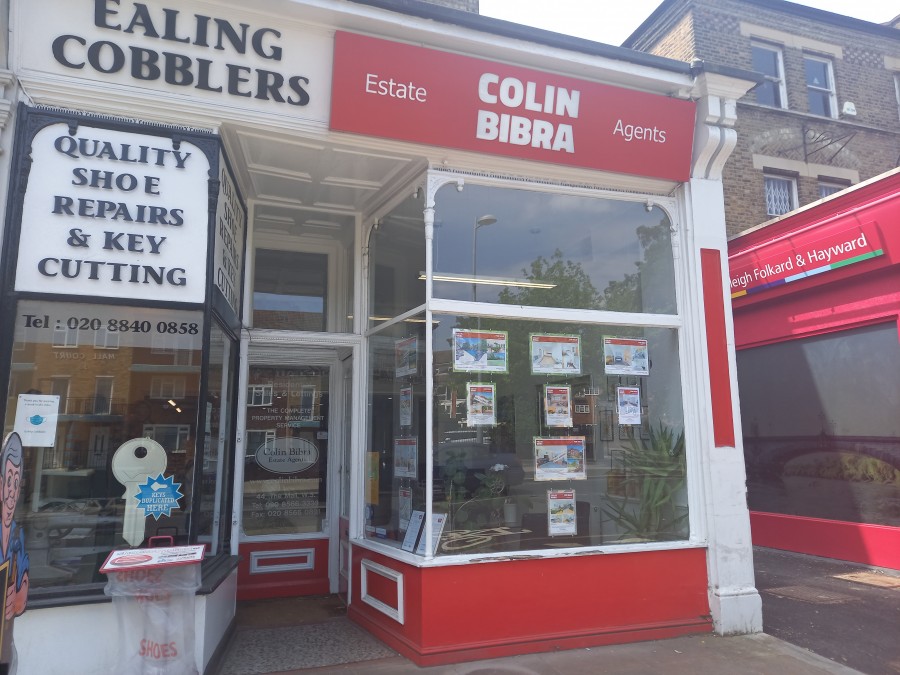 EALING
COBBLERS
Estate
COLIN
BIBRA
Agents
QUALITY
SHOE
REPAIRS
& KEY
CUTTING
Tel : 020 8840 0858
KEYS
DUPLICATED
HERE
THE COMPLETE
PROPERTY MANAGEMENT
SERVICE
Colin Bibra
Estate Agents
SHOES
SHOES
Folkard & Hayward